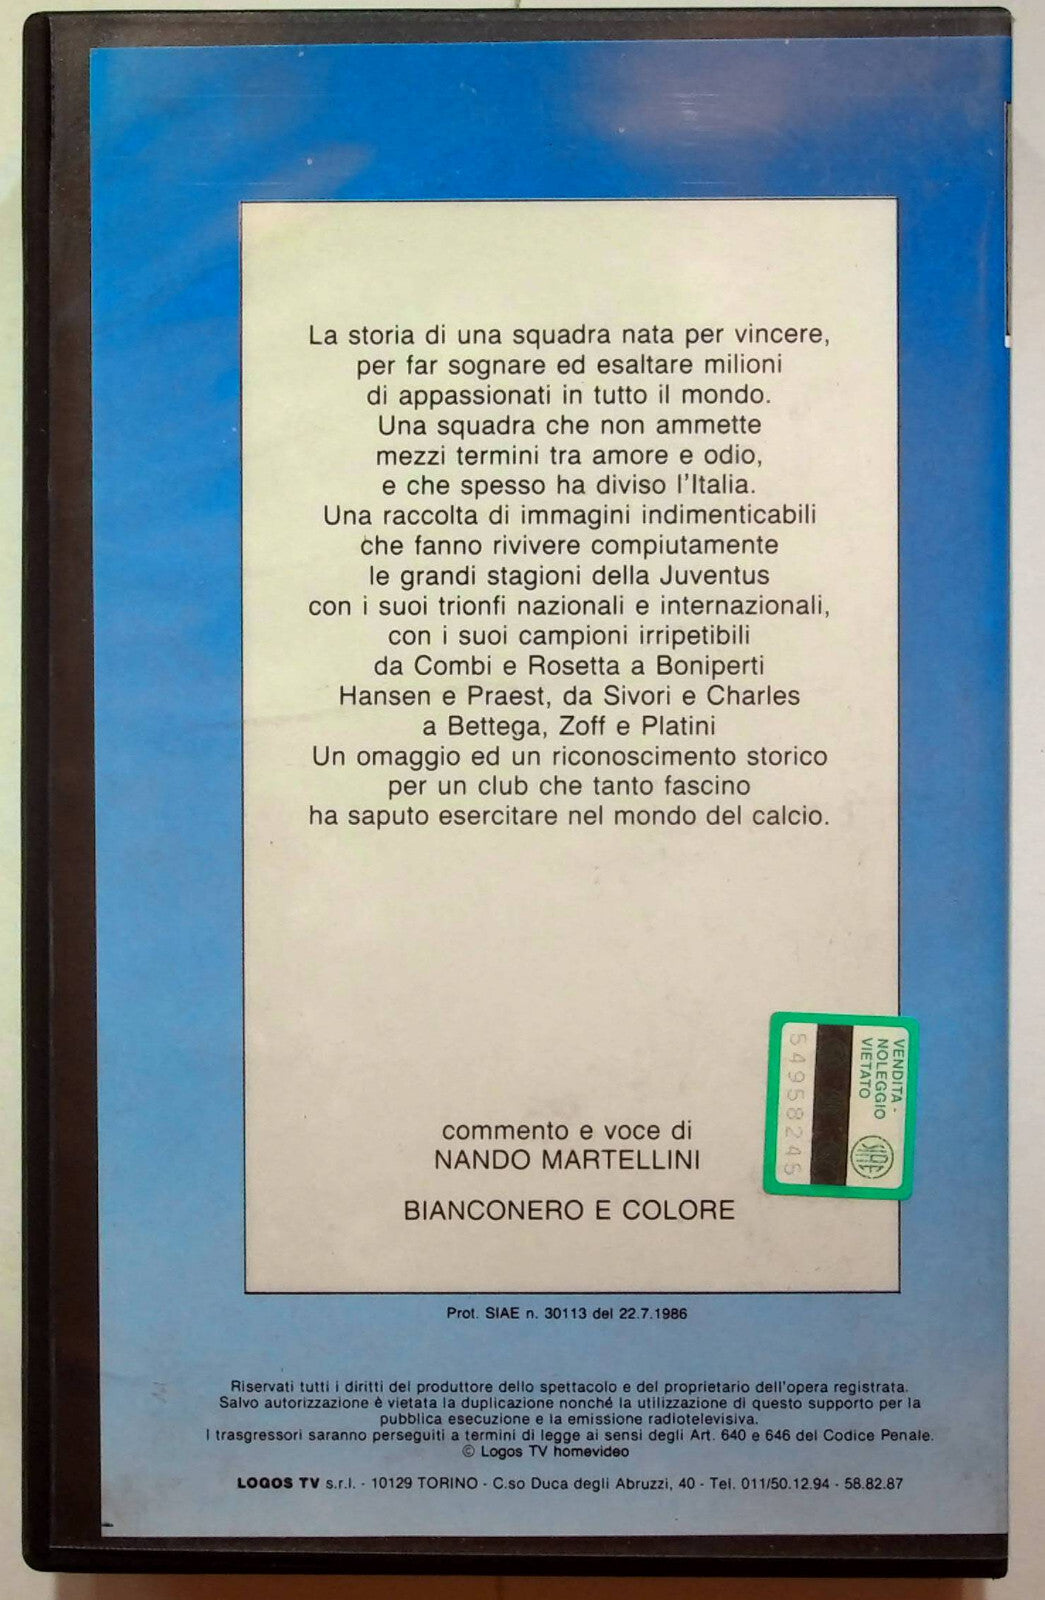 La storia di una squadra nata per vincere,
per far sognare ed esaltare milioni
di appassionati in tutto il mondo.
Una squadra che non ammette
mezzi termini tra amore e odio,
e che spesso ha diviso l'Italia.
Una raccolta di immagini indimenticabili
che fanno rivivere compiutamente
le grandi stagioni della Juventus
con i suoi trionfi nazionali e internazionali,
con i suoi campioni irripetibili
da Combi e Rosetta a Boniperti
Hansen e Praest, da Sivori e Charles
a Bettega, Zoff e Platini
Un omaggio ed un riconoscimento storico
per un club che tanto fascino
ha saputo esercitare nel mondo del calcio.
VENDITA -
NOLEGGIO
VIETATO
SIAE
54958245
commento e voce di
NANDO MARTELLINI
BIANCONERO E COLORE
Prot. SIAE n. 30113 del 22.7.1986
Riservati tutti i diritti del produttore dello spettacolo e del proprietario dell'opera registrata.
Salvo autorizzazione è vietata la duplicazione nonché la utilizzazione di questo supporto per la
pubblica esecuzione e la emissione radiotelevisiva.
I trasgressori saranno perseguiti a termini di legge ai sensi degli Art. 640 e 646 del Codice Penale.
© Logos TV homevideo
LOGOS TV s.r.l. - 10129 TORINO - C.so Duca degli Abruzzi, 40 - Tel. 011/50.12.94 - 58.82.87